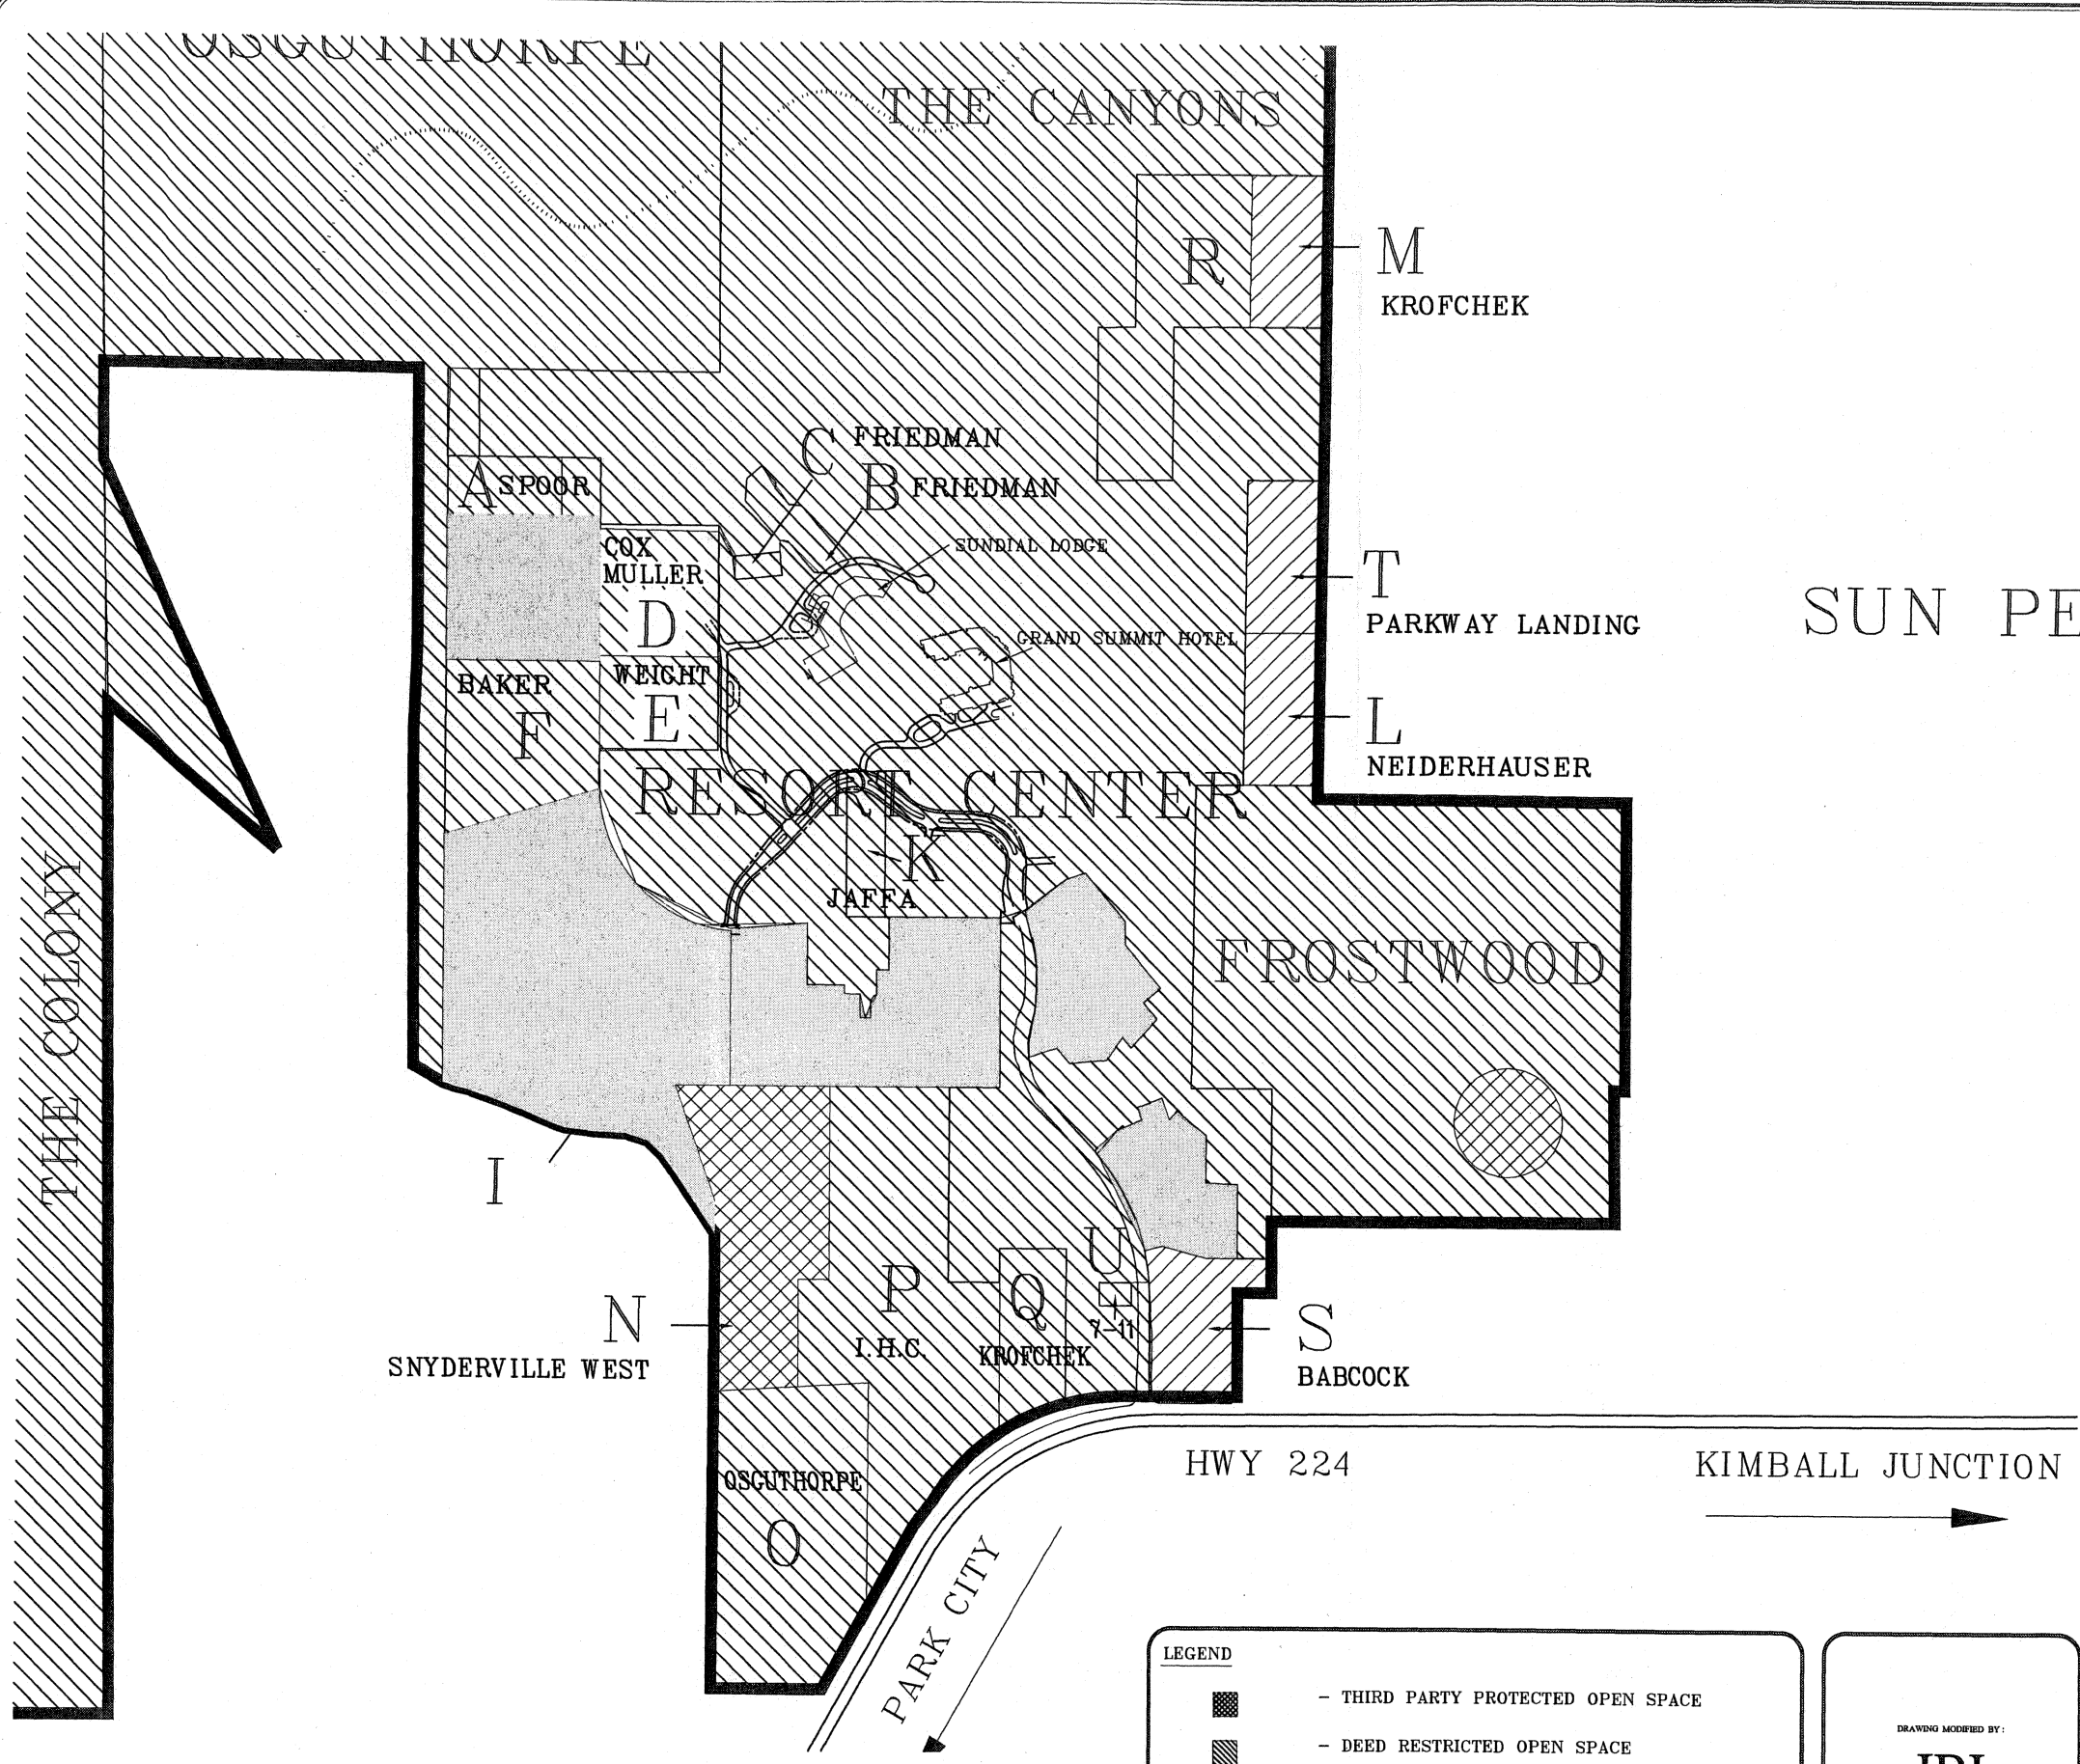 OSGUTHORPE
THE CANYONS
R
M
KROFCHEK
C FRIEDMAN
B FRIEDMAN
A SPOOR
SUNDIAL LODGE
COX
MULLER
D
T
PARKWAY LANDING
SUN PE
GRAND SUMMIT HOTEL
WEIGHT
E
BAKER
F
L
NEIDERHAUSER
RESORT CENTER
K
JAFFA
THE COLONY
FROSTWOOD
I
U
P
Q
7-11
N
SNYDERVILLE WEST
I.H.C.
KROFCHEK
S
BABCOCK
HWY 224
KIMBALL JUNCTION
OSGUTHORPE
O
PARK CITY
LEGEND
- THIRD PARTY PROTECTED OPEN SPACE
- DEED RESTRICTED OPEN SPACE
DRAWING MODIFIED BY: